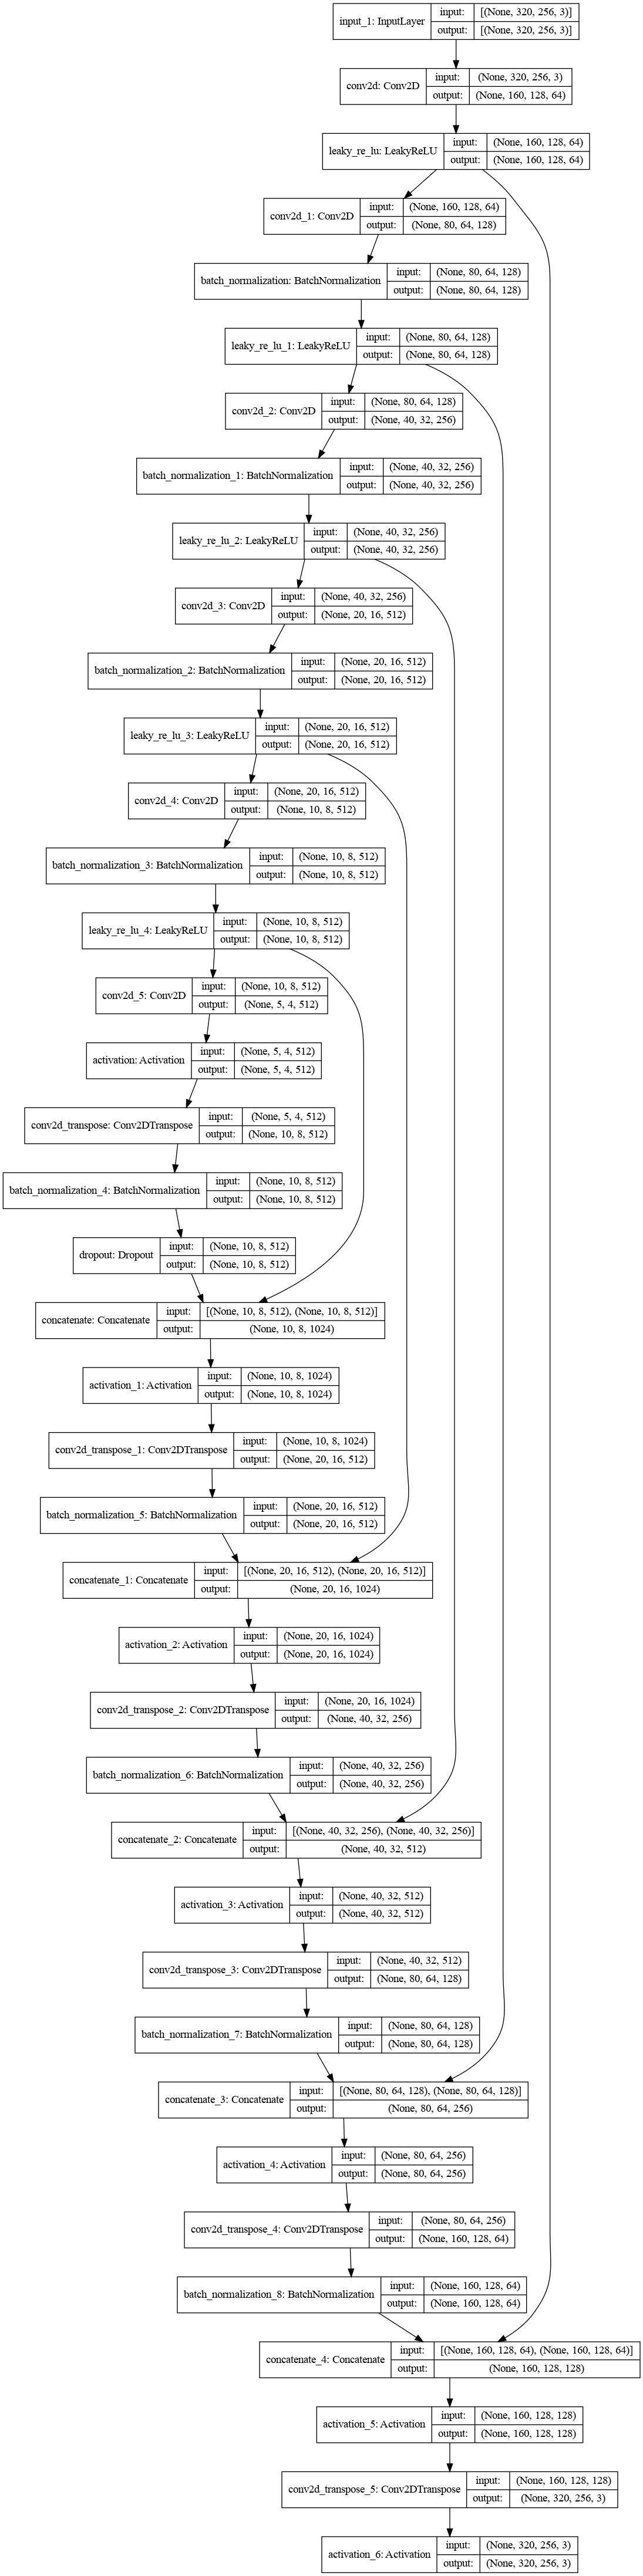 input_1: InputLayer
input: [(None, 320, 256, 3)]
output: [(None, 320, 256, 3)]
conv2d: Conv2D
input: (None, 320, 256, 3)
output: (None, 160, 128, 64)
leaky_re_lu: LeakyReLU
input: (None, 160, 128, 64)
output: (None, 160, 128, 64)
conv2d_1: Conv2D
input: (None, 160, 128, 64)
output: (None, 80, 64, 128)
batch_normalization: BatchNormalization
input: (None, 80, 64, 128)
output: (None, 80, 64, 128)
leaky_re_lu_1: LeakyReLU
input: (None, 80, 64, 128)
output: (None, 80, 64, 128)
conv2d_2: Conv2D
input: (None, 80, 64, 128)
output: (None, 40, 32, 256)
batch_normalization_1: BatchNormalization
input: (None, 40, 32, 256)
output: (None, 40, 32, 256)
leaky_re_lu_2: LeakyReLU
input: (None, 40, 32, 256)
output: (None, 40, 32, 256)
conv2d_3: Conv2D
input: (None, 40, 32, 256)
output: (None, 20, 16, 512)
batch_normalization_2: BatchNormalization
input: (None, 20, 16, 512)
output: (None, 20, 16, 512)
leaky_re_lu_3: LeakyReLU
input: (None, 20, 16, 512)
output: (None, 20, 16, 512)
conv2d_4: Conv2D
input: (None, 20, 16, 512)
output: (None, 10, 8, 512)
batch_normalization_3: BatchNormalization
input: (None, 10, 8, 512)
output: (None, 10, 8, 512)
leaky_re_lu_4: LeakyReLU
input: (None, 10, 8, 512)
output: (None, 10, 8, 512)
conv2d_5: Conv2D
input: (None, 10, 8, 512)
output: (None, 5, 4, 512)
activation: Activation
input: (None, 5, 4, 512)
output: (None, 5, 4, 512)
conv2d_transpose: Conv2DTranspose
input: (None, 5, 4, 512)
output: (None, 10, 8, 512)
batch_normalization_4: BatchNormalization
input: (None, 10, 8, 512)
output: (None, 10, 8, 512)
dropout: Dropout
input: (None, 10, 8, 512)
output: (None, 10, 8, 512)
concatenate: Concatenate
input: [(None, 10, 8, 512), (None, 10, 8, 512)]
output: (None, 10, 8, 1024)
activation_1: Activation
input: (None, 10, 8, 1024)
output: (None, 10, 8, 1024)
conv2d_transpose_1: Conv2DTranspose
input: (None, 10, 8, 1024)
output: (None, 20, 16, 512)
batch_normalization_5: BatchNormalization
input: (None, 20, 16, 512)
output: (None, 20, 16, 512)
concatenate_1: Concatenate
input: [(None, 20, 16, 512), (None, 20, 16, 512)]
output: (None, 20, 16, 1024)
activation_2: Activation
input: (None, 20, 16, 1024)
output: (None, 20, 16, 1024)
conv2d_transpose_2: Conv2DTranspose
input: (None, 20, 16, 1024)
output: (None, 40, 32, 256)
batch_normalization_6: BatchNormalization
input: (None, 40, 32, 256)
output: (None, 40, 32, 256)
concatenate_2: Concatenate
input: [(None, 40, 32, 256), (None, 40, 32, 256)]
output: (None, 40, 32, 512)
activation_3: Activation
input: (None, 40, 32, 512)
output: (None, 40, 32, 512)
conv2d_transpose_3: Conv2DTranspose
input: (None, 40, 32, 512)
output: (None, 80, 64, 128)
batch_normalization_7: BatchNormalization
input: (None, 80, 64, 128)
output: (None, 80, 64, 128)
concatenate_3: Concatenate
input: [(None, 80, 64, 128), (None, 80, 64, 128)]
output: (None, 80, 64, 256)
activation_4: Activation
input: (None, 80, 64, 256)
output: (None, 80, 64, 256)
conv2d_transpose_4: Conv2DTranspose
input: (None, 80, 64, 256)
output: (None, 160, 128, 64)
batch_normalization_8: BatchNormalization
input: (None, 160, 128, 64)
output: (None, 160, 128, 64)
concatenate_4: Concatenate
input: [(None, 160, 128, 64), (None, 160, 128, 64)]
output: (None, 160, 128, 128)
activation_5: Activation
input: (None, 160, 128, 128)
output: (None, 160, 128, 128)
conv2d_transpose_5: Conv2DTranspose
input: (None, 160, 128, 128)
output: (None, 320, 256, 3)
activation_6: Activation
input: (None, 320, 256, 3)
output: (None, 320, 256, 3)